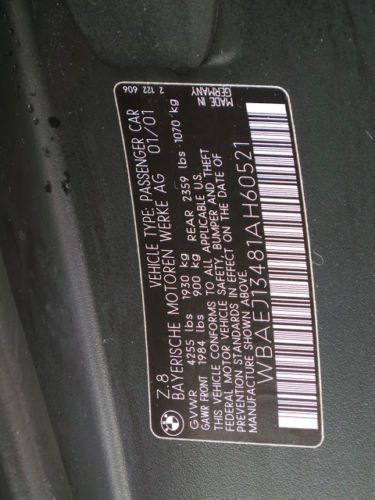 Z 8 VEHICLE TYPE: PASSENGER CAR 2 122 606
BAYERISCHE MOTOREN WERKE AG 01/01 MADE IN GERMANY
GVWR 4255 lbs 1930 kg
GAWR FRONT 1984 lbs 900 kg REAR 2359 lbs 1070 kg
THIS VEHICLE CONFORMS TO ALL APPLICABLE U.S.
FEDERAL MOTOR VEHICLE SAFETY, BUMPER AND THEFT
PREVENTION STANDARDS IN EFFECT ON THE DATE OF
MANUFACTURE SHOWN ABOVE.
WBAEJ13481AH60521